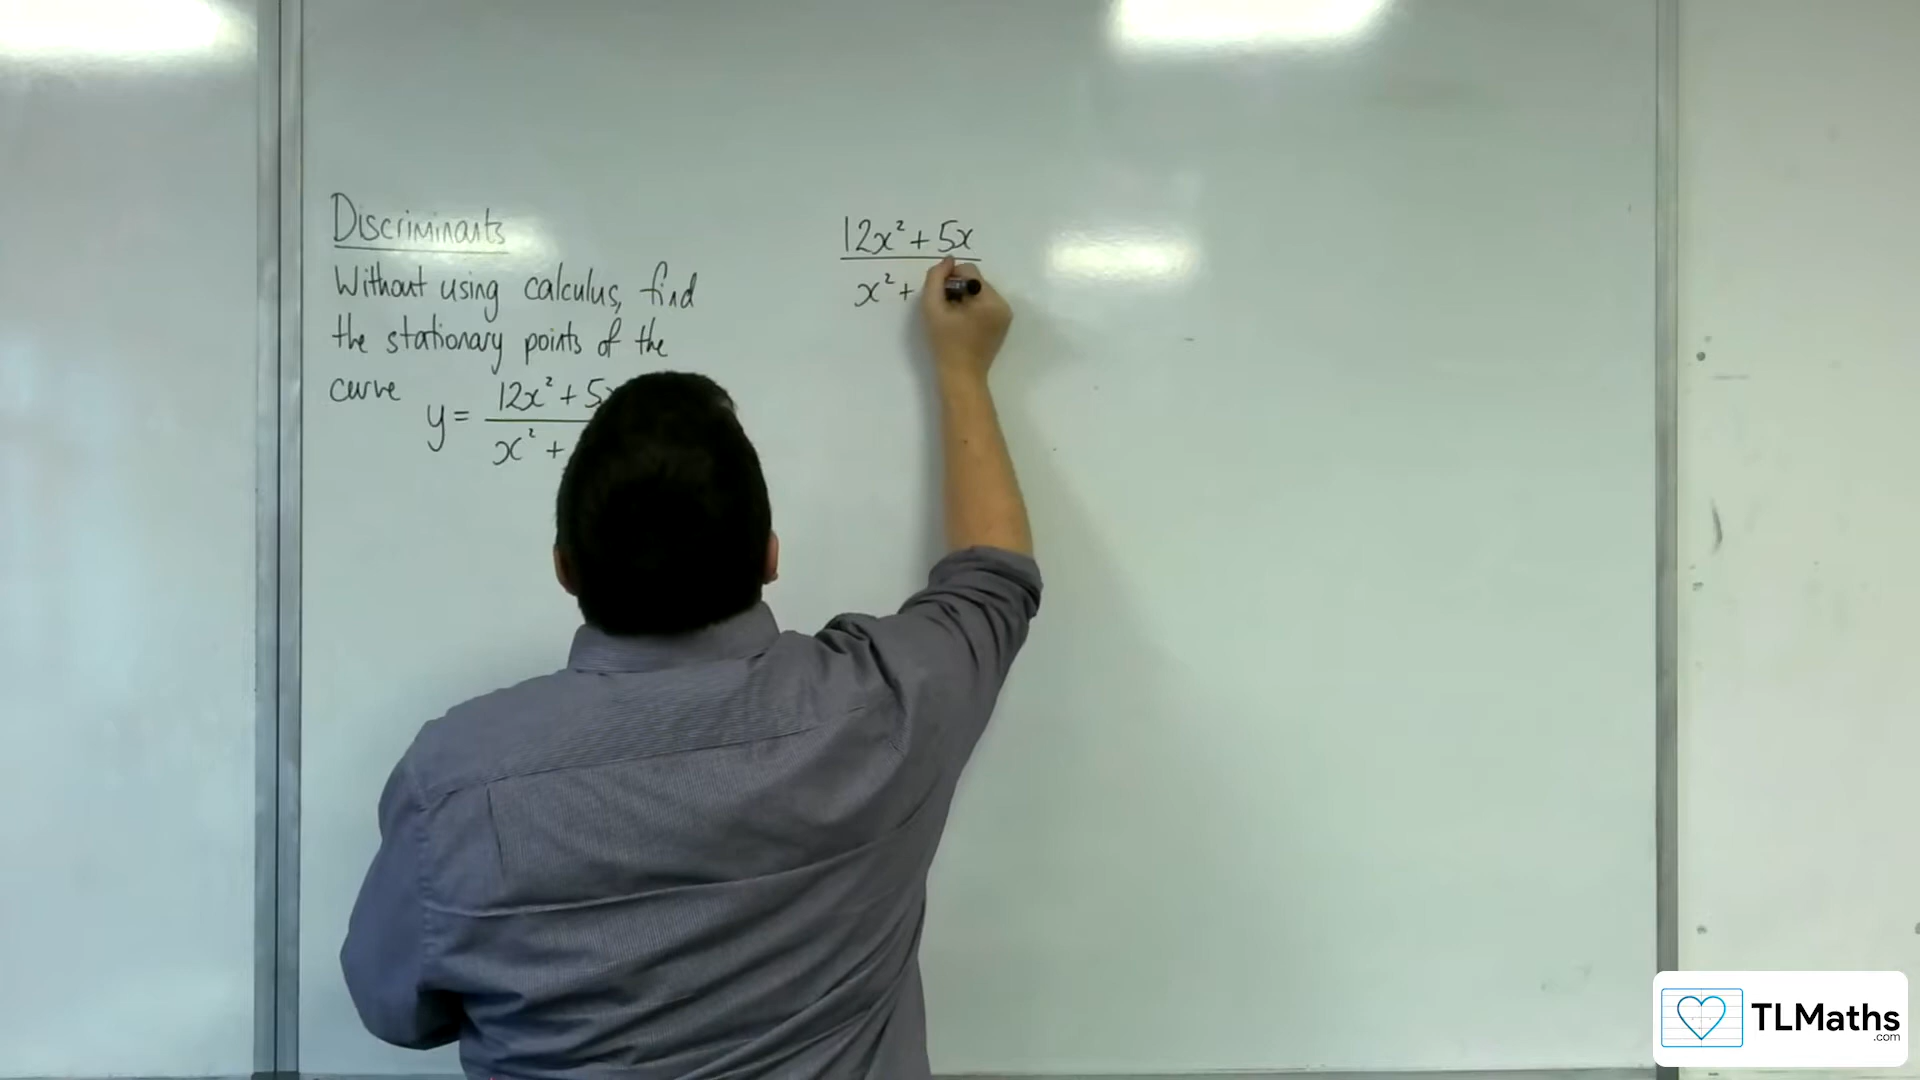 Discriminants
Without using calculus, find
the stationary points of the
curve
y = 12x² + 5x
x² +
12x² + 5x
x² +
TLMaths
.com